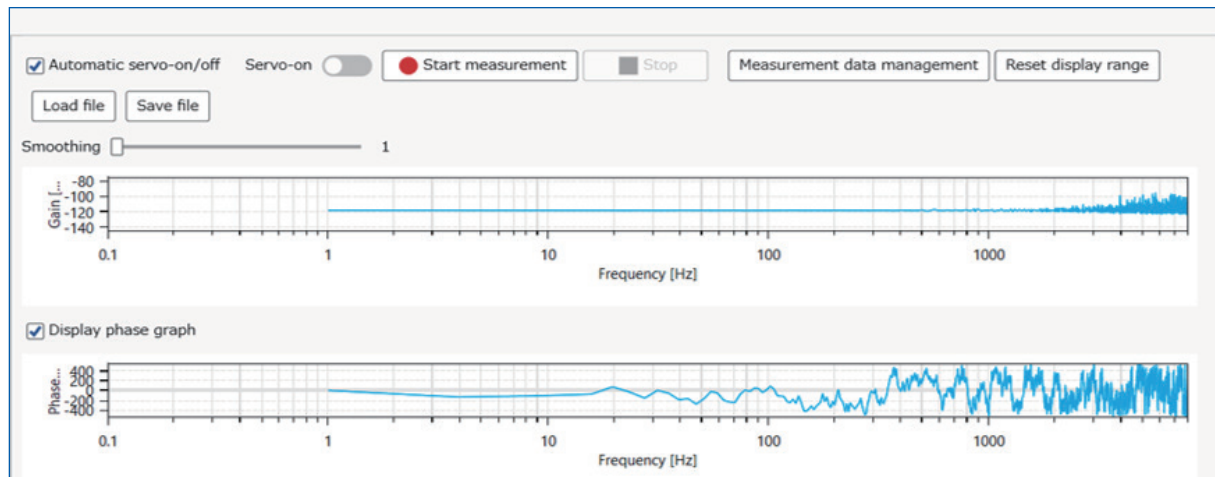 Automatic servo-on/off Servo-on Start measurement Stop Measurement data management Reset display range
Load file Save file
Smoothing 1
Gain [...
-80
-100
-120
-140
0.1 1 10 100 1000
Frequency [Hz]
Display phase graph
Phase...
400
200
0
-200
-400
0.1 1 10 100 1000
Frequency [Hz]